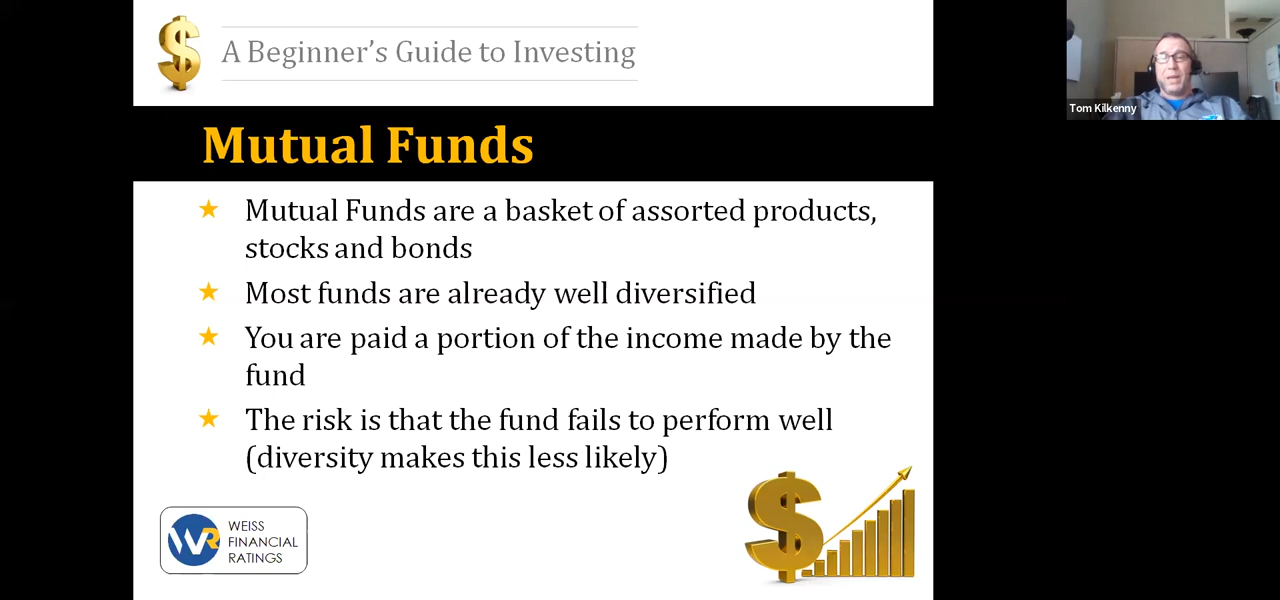 A Beginner's Guide to Investing
Tom Kilkenny
Mutual Funds
Mutual Funds are a basket of assorted products,
stocks and bonds
Most funds are already well diversified
You are paid a portion of the income made by the
fund
The risk is that the fund fails to perform well
(diversity makes this less likely)
WR
WEISS
FINANCIAL
RATINGS